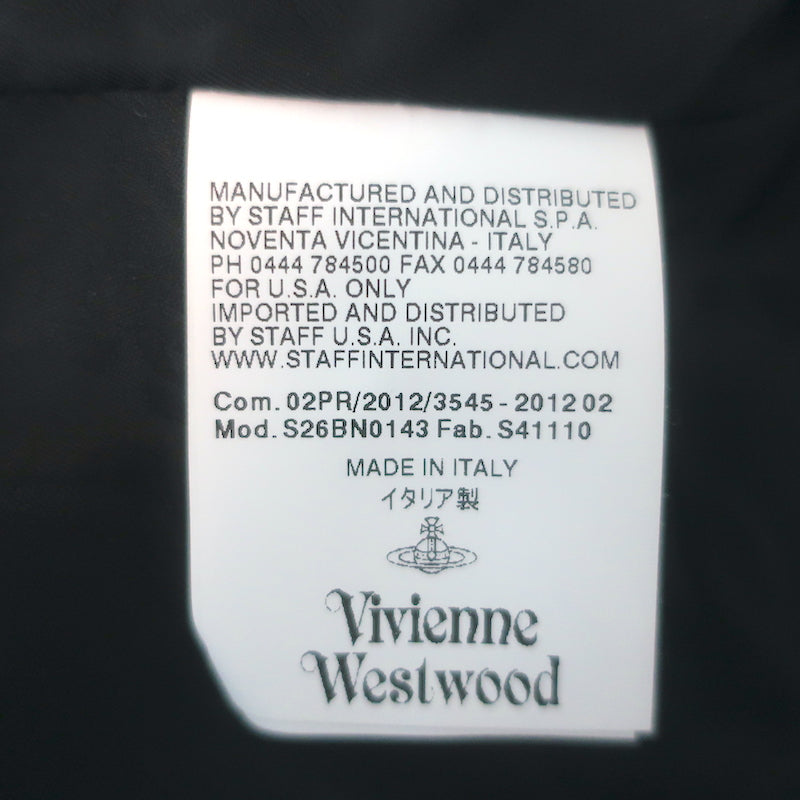 MANUFACTURED AND DISTRIBUTED
BY STAFF INTERNATIONAL S.P.A.
NOVENTA VICENTINA - ITALY
PH 0444 784500 FAX 0444 784580
FOR U.S.A. ONLY
IMPORTED AND DISTRIBUTED
BY STAFF U.S.A. INC.
WWW.STAFFINTERNATIONAL.COM
Com. 02PR/2012/3545 - 2012 02
Mod. S26BN0143 Fab. S41110
MADE IN ITALY
イタリア製
Vivienne
Westwood